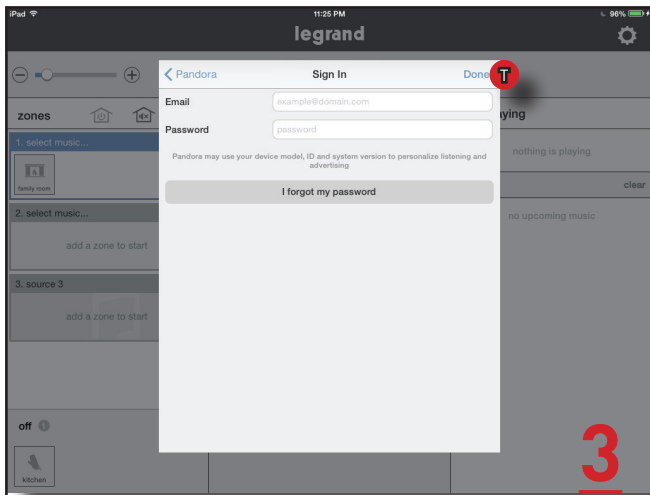 iPad 11:25 PM 96%
legrand
< Pandora Sign In Done T
Email example@domain.com
Password password
Pandora may use your device model, ID and system version to personalize listening and
advertising
I forgot my password
zones
1. select music...
family room
2. select music...
add a zone to start
3. source 3
add a zone to start
off
kitchen
ying
nothing is playing
clear
no upcoming music
3